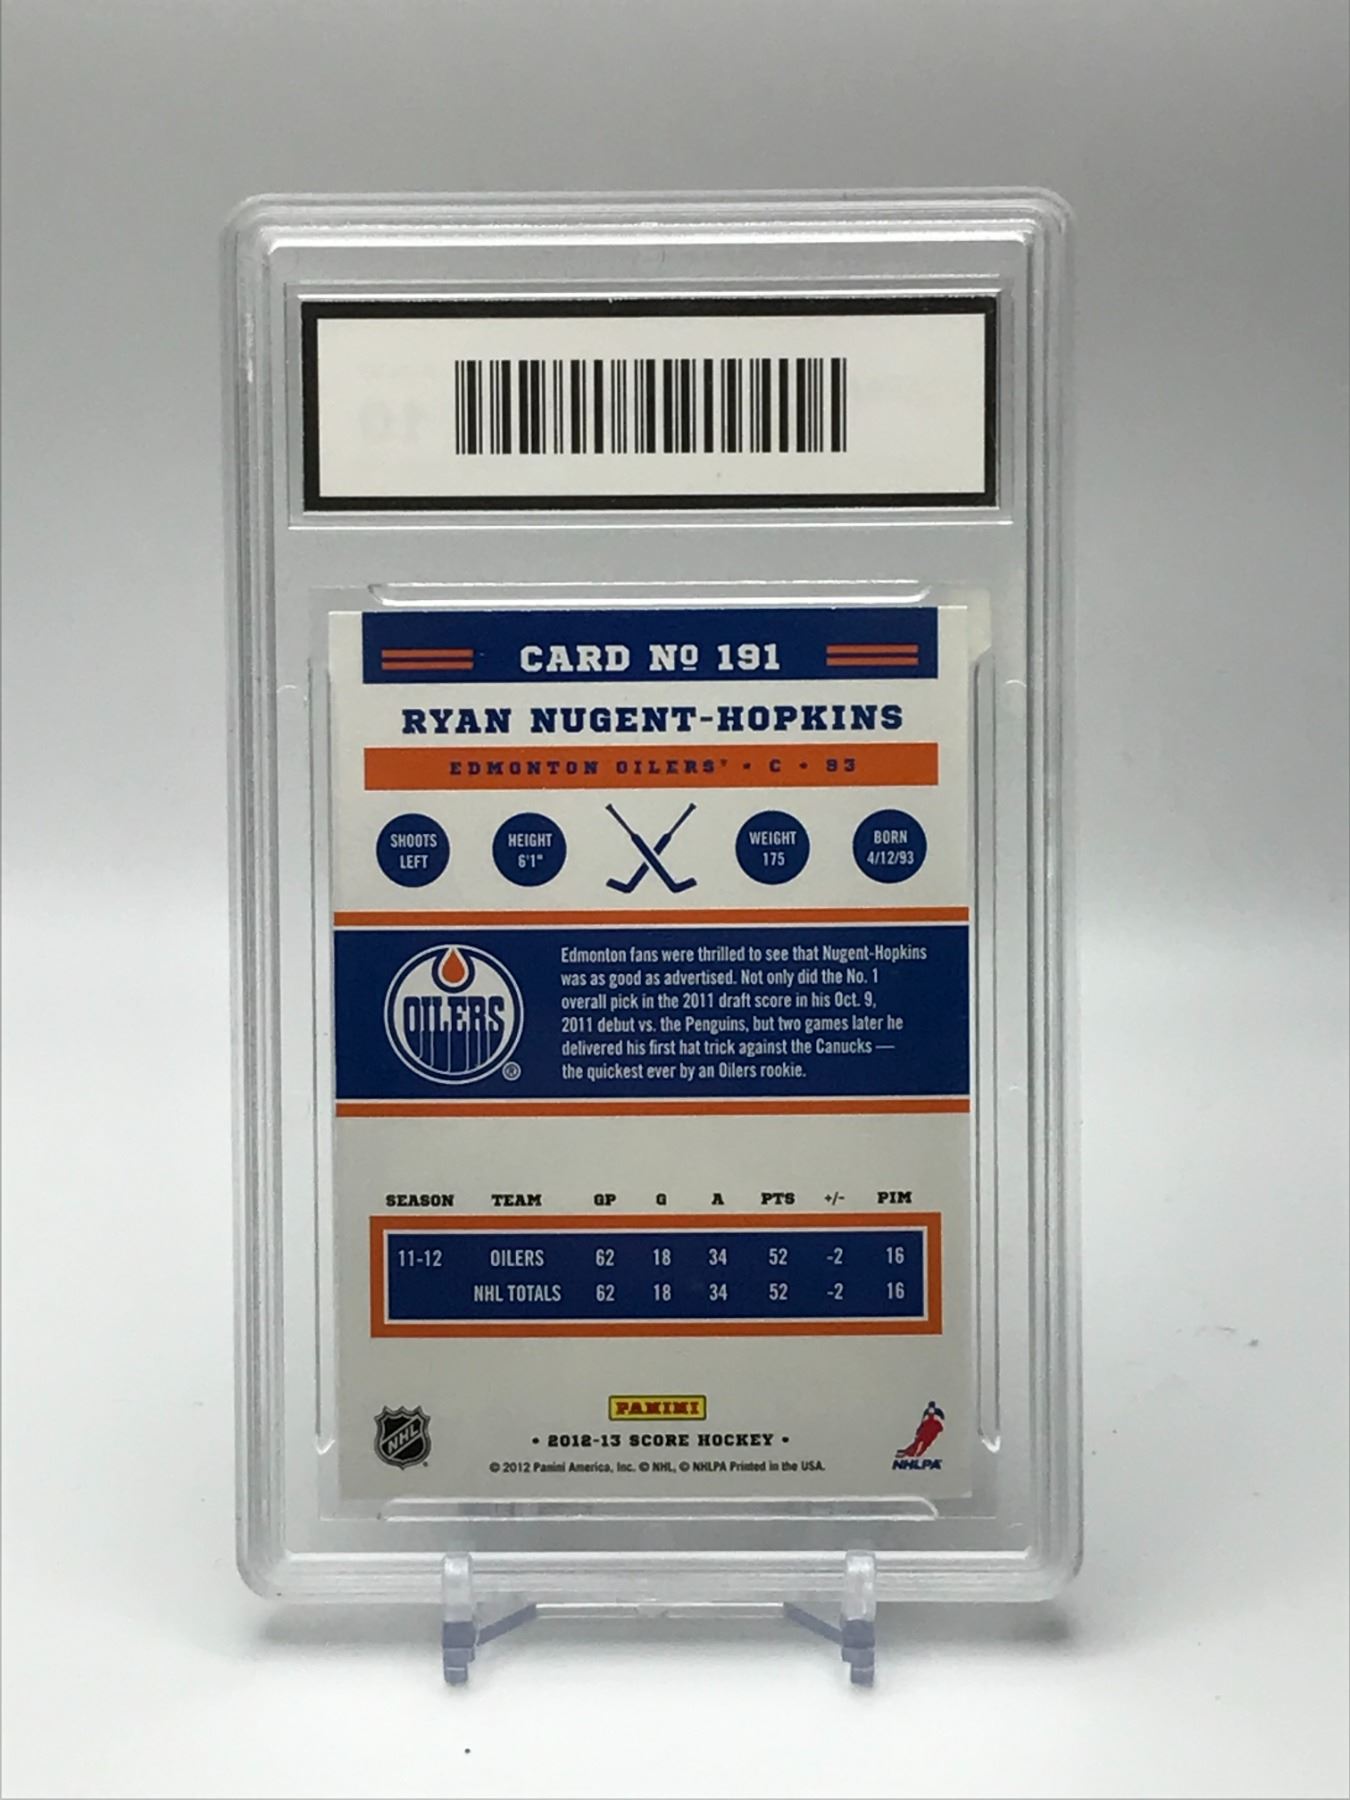 CARD Nº 191
RYAN NUGENT-HOPKINS
EDMONTON OILERS® • C • 93
SHOOTS
LEFT
HEIGHT
6'1"
WEIGHT
175
BORN
4/12/93
OILERS
®
Edmonton fans were thrilled to see that Nugent-Hopkins
was as good as advertised. Not only did the No. 1
overall pick in the 2011 draft score in his Oct. 9,
2011 debut vs. the Penguins, but two games later he
delivered his first hat trick against the Canucks —
the quickest ever by an Oilers rookie.
SEASON TEAM GP G A PTS +/- PIM
11-12 OILERS 62 18 34 52 -2 16
NHL TOTALS 62 18 34 52 -2 16
PANINI
NHL
• 2012-13 SCORE HOCKEY •
NHLPA
© 2012 Panini America, Inc. © NHL, © NHLPA Printed in the USA.